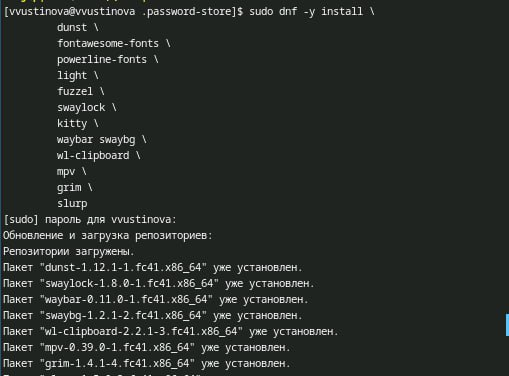 [vvustinova@vvustinova .password-store]$ sudo dnf -y install \
dunst \
fontawesome-fonts \
powerline-fonts \
light \
fuzzel \
swaylock \
kitty \
waybar swaybg \
wl-clipboard \
mpv \
grim \
slurp
[sudo] пароль для vvustinova:
Обновление и загрузка репозиториев:
Репозитории загружены.
Пакет "dunst-1.12.1-1.fc41.x86_64" уже установлен.
Пакет "swaylock-1.8.0-1.fc41.x86_64" уже установлен.
Пакет "waybar-0.11.0-1.fc41.x86_64" уже установлен.
Пакет "swaybg-1.2.1-2.fc41.x86_64" уже установлен.
Пакет "wl-clipboard-2.2.1-3.fc41.x86_64" уже установлен.
Пакет "mpv-0.39.0-1.fc41.x86_64" уже установлен.
Пакет "grim-1.4.1-4.fc41.x86_64" уже установлен.